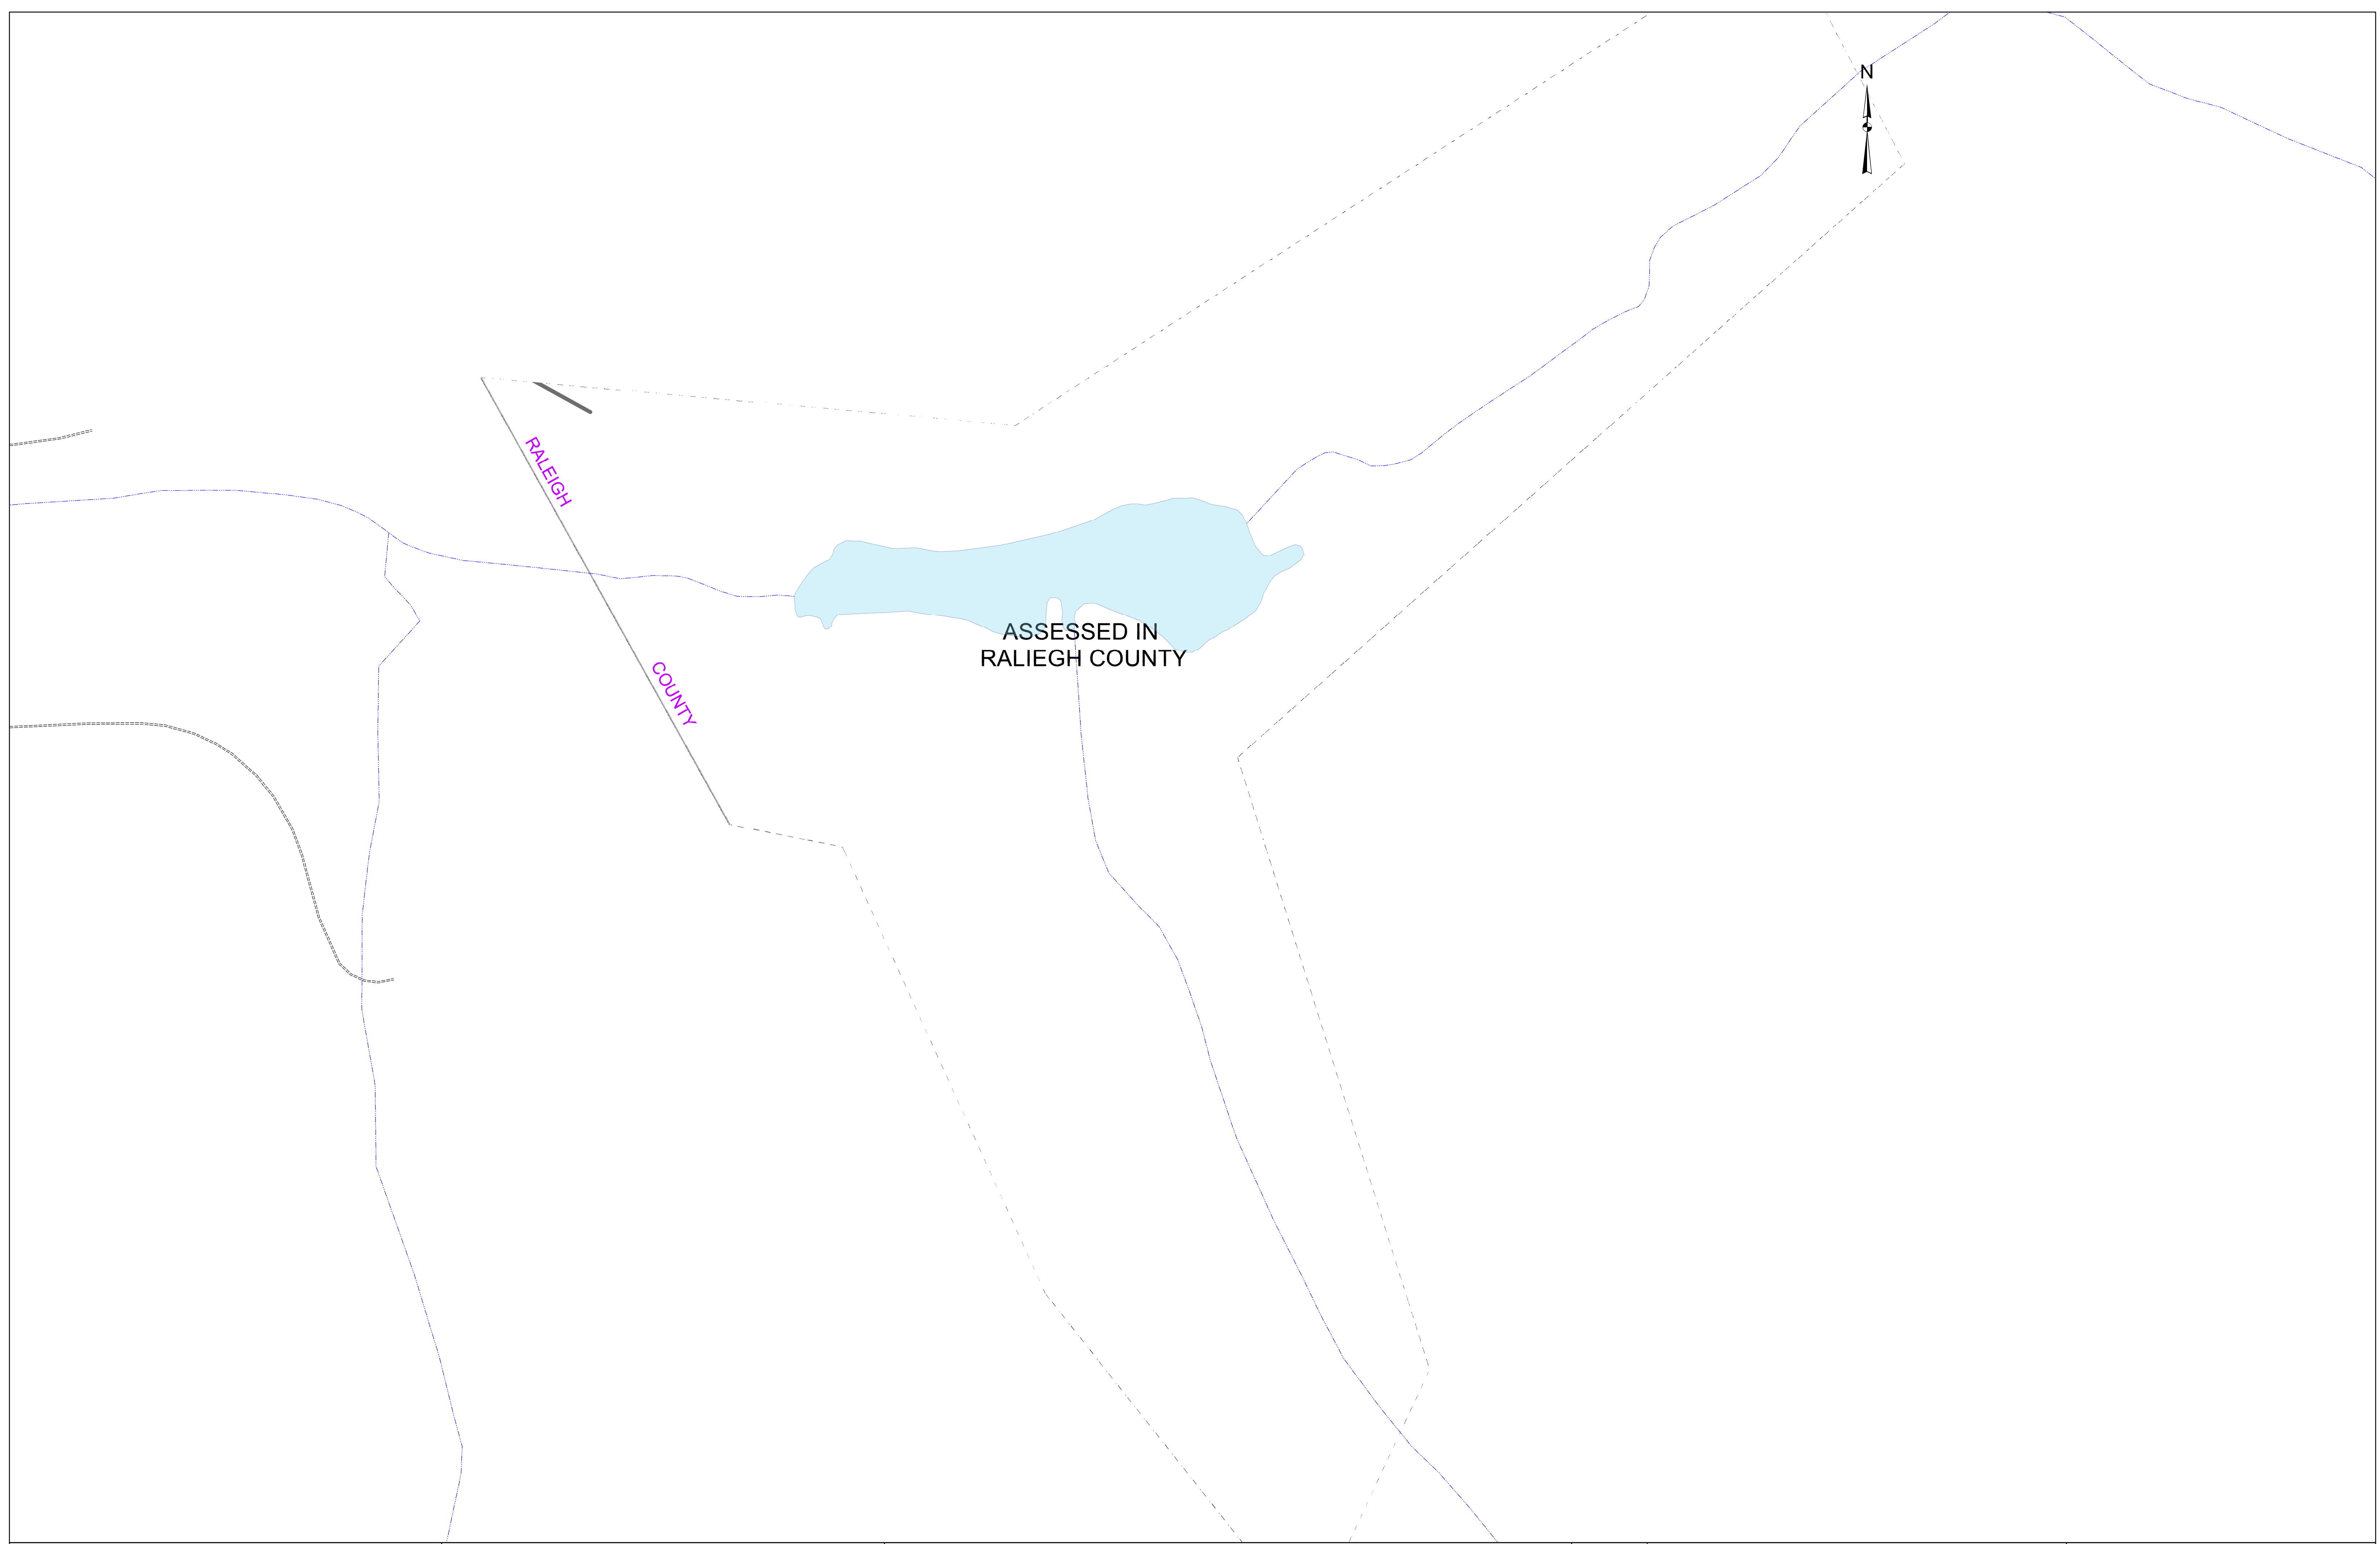 N
RALEIGH
COUNTY
ASSESSED IN
RALIEGH COUNTY